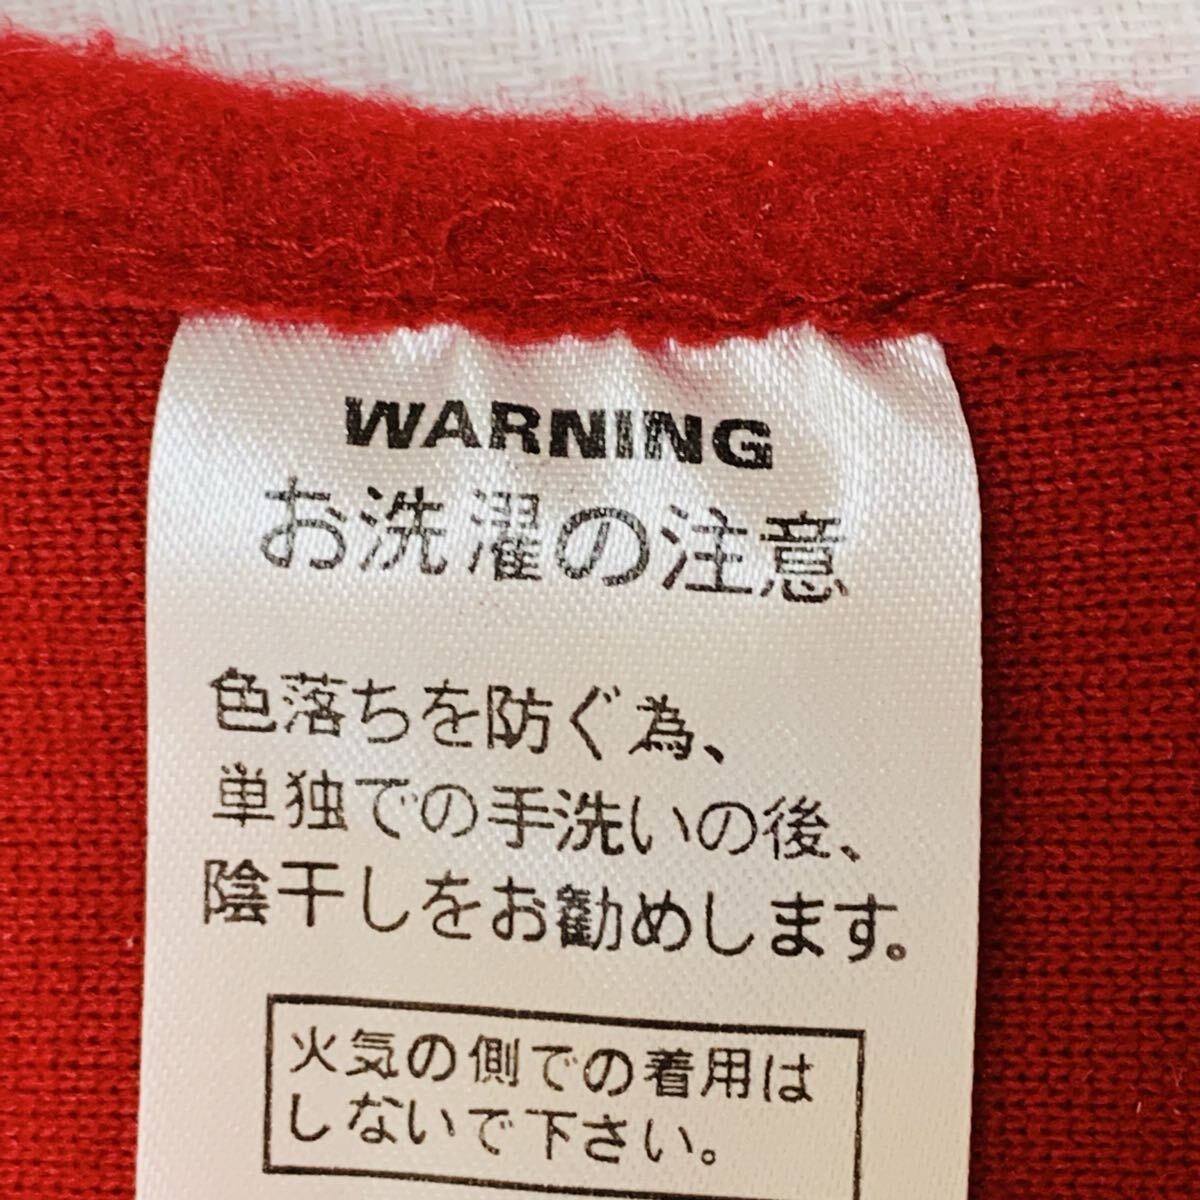 WARNING
お洗濯の注意
色落ちを防ぐ為、
単独での手洗いの後、
陰干しをお勧めします。
火気の側での着用は
しないで下さい。